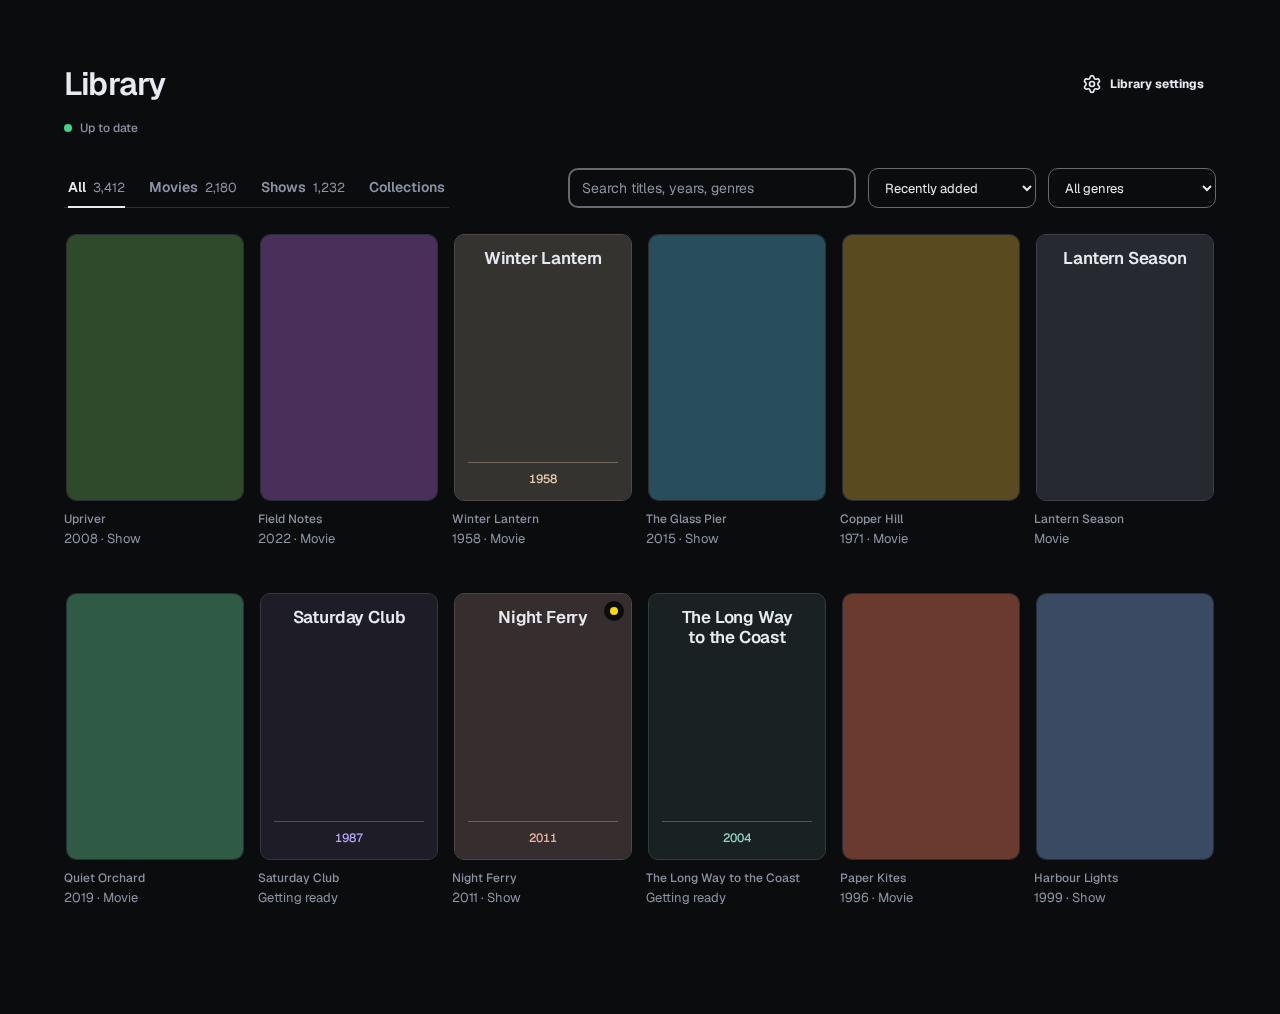 Library
Library settings
Up to date
All 3,412 Movies 2,180 Shows 1,232 Collections
Search titles, years, genres
Recently added
All genres
Winter Lantern
Lantern Season
1958
Upriver
2008 · Show
Field Notes
2022 · Movie
Winter Lantern
1958 · Movie
The Glass Pier
2015 · Show
Copper Hill
1971 · Movie
Lantern Season
Movie
Saturday Club
Night Ferry
The Long Way
to the Coast
1987
2011
2004
Quiet Orchard
2019 · Movie
Saturday Club
Getting ready
Night Ferry
2011 · Show
The Long Way to the Coast
Getting ready
Paper Kites
1996 · Movie
Harbour Lights
1999 · Show